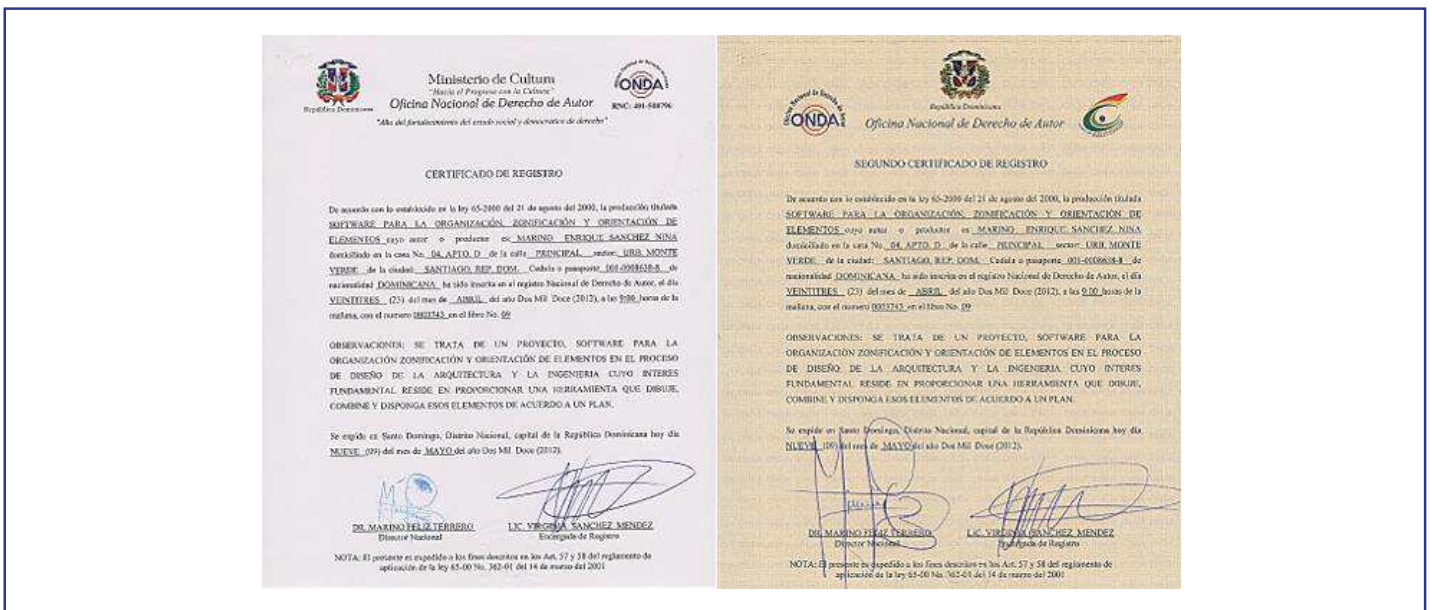 República Dominicana
Ministerio de Cultura
"Hacia el Progreso con la Cultura"
Oficina Nacional de Derecho de Autor
ONDA
RNC: 401-508796
"Año del fortalecimiento del estado social y democratico de derecho"
CERTIFICADO DE REGISTRO
De acuerdo con lo establecido en la ley 65-2000 del 21 de agosto del 2000, la producción titulada
SOFTWARE PARA LA ORGANIZACIÓN, ZONIFICACIÓN Y ORIENTACIÓN DE
ELEMENTOS cuyo autor o productor es MARINO ENRIQUE SANCHEZ NINA
domiciliado en la casa No. 04, APTO. D de la calle PRINCIPAL sector: URB. MONTE
VERDE de la ciudad: SANTIAGO, REP. DOM. Cedula o pasaporte 001-0008638-8 de
nacionalidad DOMINICANA ha sido inscrita en el registro Nacional de Derecho de Autor, el día
VEINTITRES (23) del mes de ABRIL del año Dos Mil Doce (2012), a las 9:00 horas de la
mañana, con el numero 0003743 en el libro No. 09
OBSERVACIONES: SE TRATA DE UN PROYECTO, SOFTWARE PARA LA
ORGANIZACIÓN ZONIFICACIÓN Y ORIENTACIÓN DE ELEMENTOS EN EL PROCESO
DE DISEÑO DE LA ARQUITECTURA Y LA INGENIERIA CUYO INTERES
FUNDAMENTAL RESIDE EN PROPORCIONAR UNA HERRAMIENTA QUE DIBUJE,
COMBINE Y DISPONGA ESOS ELEMENTOS DE ACUERDO A UN PLAN.
Se expide en Santo Domingo, Distrito Nacional, capital de la República Dominicana hoy día
NUEVE (09) del mes de MAYO del año Dos Mil Doce (2012).
DR. MARINO FELIZ TERRERO
Director Nacional
LIC. VIRGINIA SANCHEZ MENDEZ
Encargada de Registro
NOTA: El presente es expedido a los fines descritos en los Art. 57 y 58 del reglamento de
aplicación de la ley 65-00 No. 362-01 del 14 de marzo del 2001
ONDA
República Dominicana
Oficina Nacional de Derecho de Autor
SEGUNDO CERTIFICADO DE REGISTRO
De acuerdo con lo establecido en la ley 65-2000 del 21 de agosto del 2000, la producción titulada
SOFTWARE PARA LA ORGANIZACIÓN, ZONIFICACIÓN Y ORIENTACIÓN DE
ELEMENTOS cuyo autor o productor es MARINO ENRIQUE SANCHEZ NINA
domiciliado en la casa No. 04, APTO. D de la calle PRINCIPAL sector: URB. MONTE
VERDE de la ciudad: SANTIAGO, REP. DOM. Cedula o pasaporte 001-0008638-8 de
nacionalidad DOMINICANA ha sido inscrita en el registro Nacional de Derecho de Autor, el día
VEINTITRES (23) del mes de ABRIL del año Dos Mil Doce (2012), a las 9:00 horas de la
mañana, con el numero 0003743 en el libro No. 09
OBSERVACIONES: SE TRATA DE UN PROYECTO, SOFTWARE PARA LA
ORGANIZACIÓN ZONIFICACIÓN Y ORIENTACIÓN DE ELEMENTOS EN EL PROCESO
DE DISEÑO DE LA ARQUITECTURA Y LA INGENIERIA CUYO INTERES
FUNDAMENTAL RESIDE EN PROPORCIONAR UNA HERRAMIENTA QUE DIBUJE,
COMBINE Y DISPONGA ESOS ELEMENTOS DE ACUERDO A UN PLAN.
Se expide en Santo Domingo, Distrito Nacional, capital de la República Dominicana hoy día
NUEVE (09) del mes de MAYO del año Dos Mil Doce (2012).
DR. MARINO FELIZ TERRERO
Director Nacional
LIC. VIRGINIA SANCHEZ MENDEZ
Encargada de Registro
NOTA: El presente es expedido a los fines descritos en los Art. 57 y 58 del reglamento de
aplicación de la ley 65-00 No. 362-01 del 14 de marzo del 2001